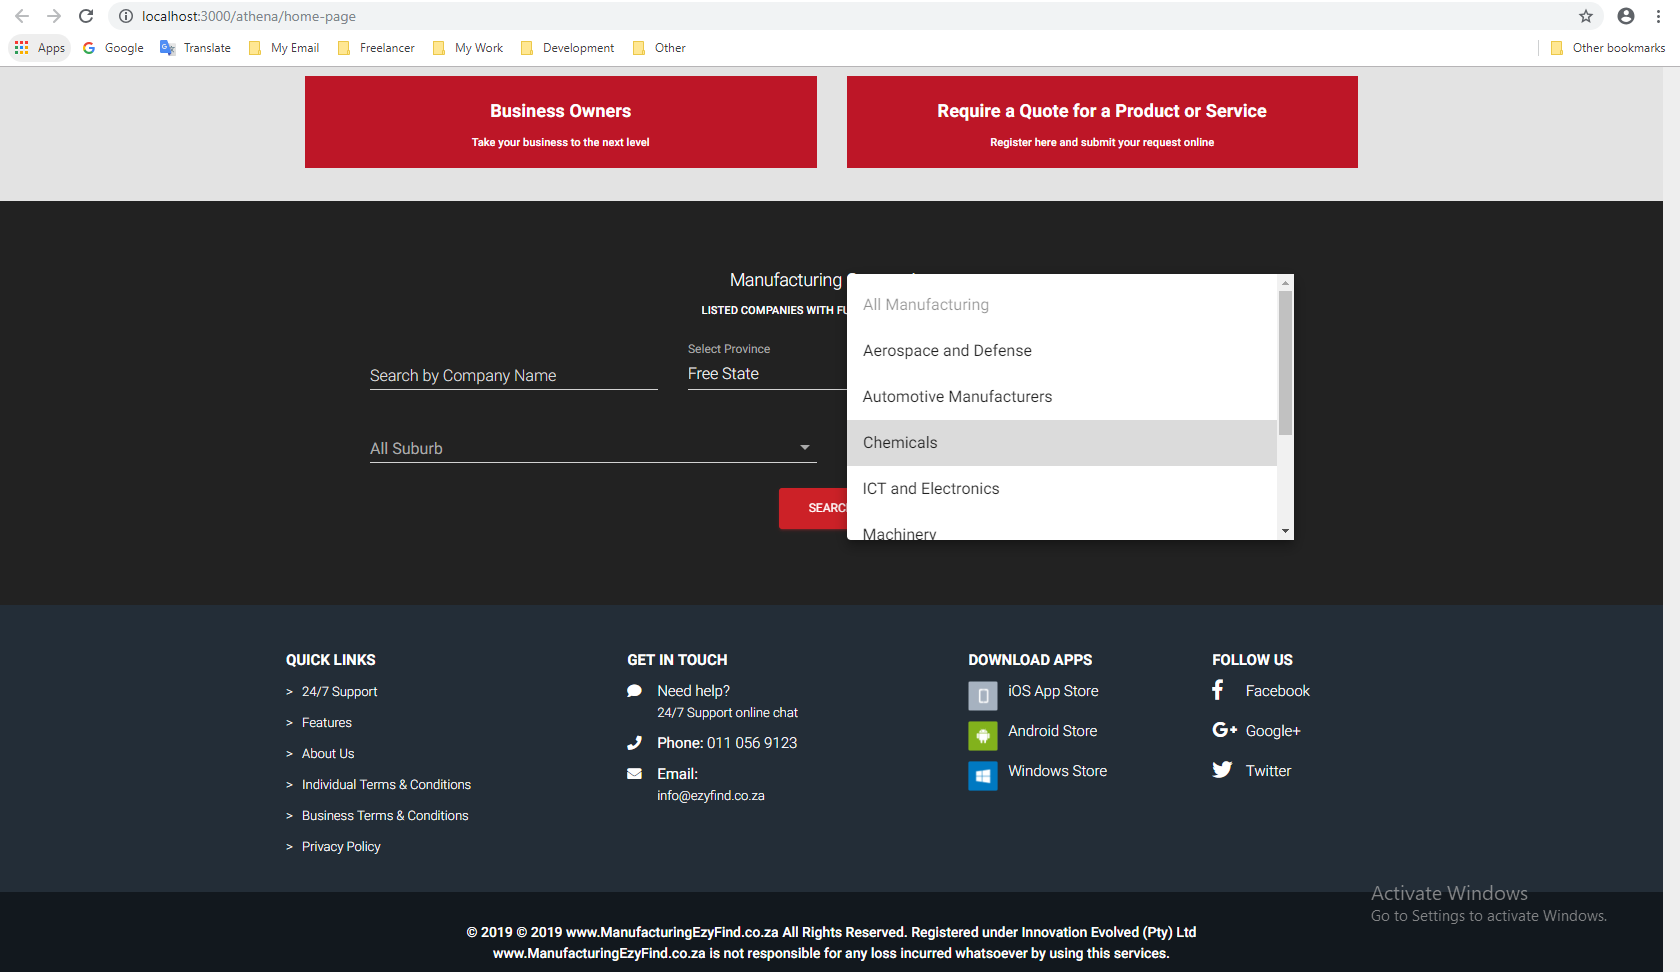 localhost:3000/athena/home-page
Apps Google Translate My Email Freelancer My Work Development Other Other bookmarks
Business Owners
Take your business to the next level
Require a Quote for a Product or Service
Register here and submit your request online
Manufacturing
LISTED COMPANIES WITH
Search by Company Name
Select Province
Free State
All Suburb
SEARCH
All Manufacturing
Aerospace and Defense
Automotive Manufacturers
Chemicals
ICT and Electronics
Machinery
QUICK LINKS
> 24/7 Support
> Features
> About Us
> Individual Terms & Conditions
> Business Terms & Conditions
> Privacy Policy
GET IN TOUCH
Need help?
24/7 Support online chat
Phone: 011 056 9123
Email:
info@ezyfind.co.za
DOWNLOAD APPS
iOS App Store
Android Store
Windows Store
FOLLOW US
Facebook
Google+
Twitter
Activate Windows
Go to Settings to activate Windows.
© 2019 © 2019 www.ManufacturingEzyFind.co.za All Rights Reserved. Registered under Innovation Evolved (Pty) Ltd
www.ManufacturingEzyFind.co.za is not responsible for any loss incurred whatsoever by using this services.